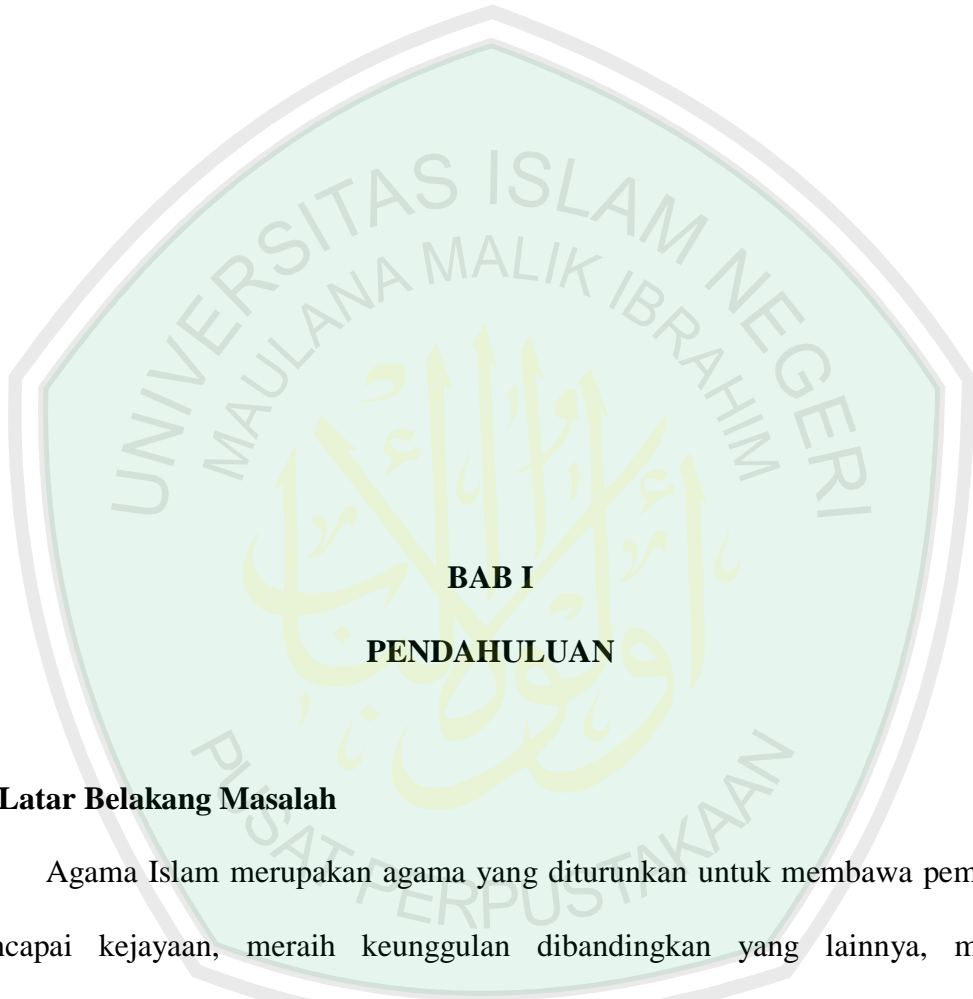 UNIVERSITAS ISLAM NEGERI
MAULANA MALIK IBRAHIM
BAB I
PENDAHULUAN
Latar Belakang Masalah
Agama Islam merupakan agama yang diturunkan untuk membawa pem
ncapai kejayaan, meraih keunggulan dibandingkan yang lainnya, m
PUSAT PERPUSTAKAAN